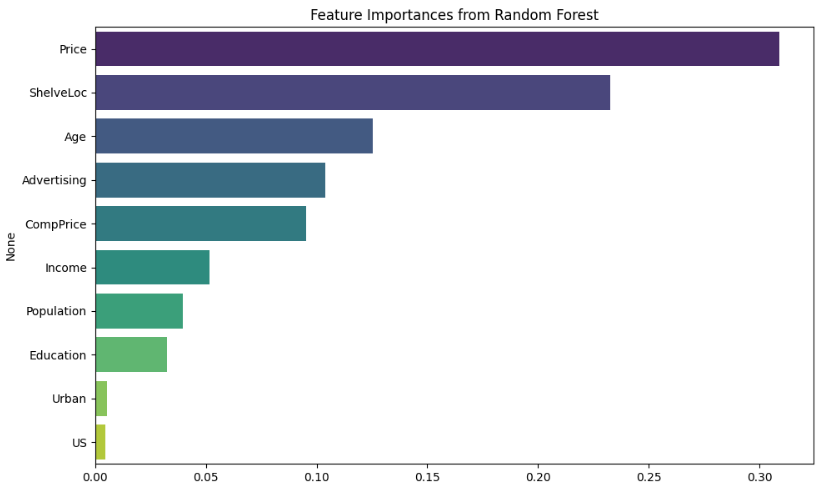 Feature Importances from Random Forest
Price
ShelveLoc
Age
Advertising
CompPrice
None
Income
Population
Education
Urban
US
0.00 0.05 0.10 0.15 0.20 0.25 0.30